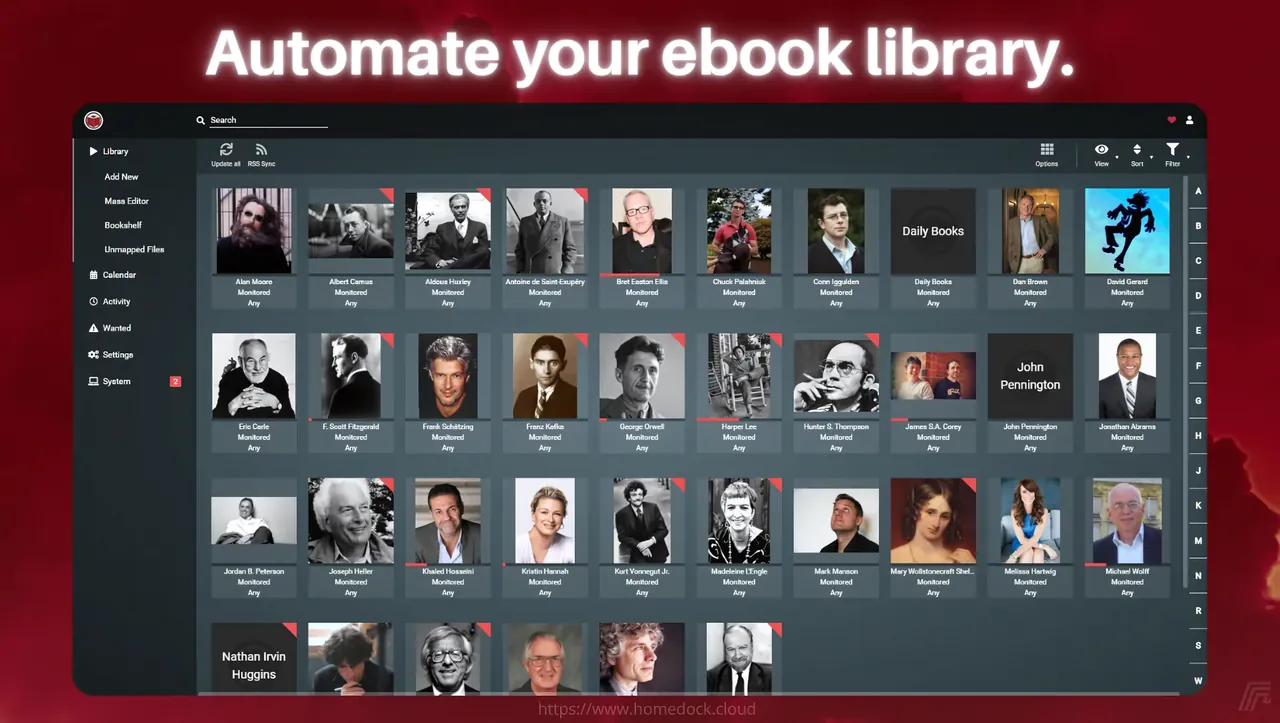 Automate your ebook library.
Search
Library
Add New
Mass Editor
Bookshelf
Unmapped Files
Calendar
Activity
Wanted
Settings
System
2
Update all
RSS Sync
Options
View
Sort
Filter
Daily Books
Alan Moore
Albert Camus
Aldous Huxley
Antoine de Saint-Exupéry
Bret Easton Ellis
Chuck Palahniuk
Conn Iggulden
Daily Books
Dan Brown
David Gerard
Monitored Monitored Monitored Monitored Monitored Monitored Monitored Monitored Monitored Monitored
Any Any Any Any Any Any Any Any Any Any
John
Pennington
Eric Carle
F. Scott Fitzgerald
Frank Schätzing
Franz Kafka
George Orwell
Harper Lee
Hunter S. Thompson
James S.A. Corey
John Pennington
Jonathan Abrams
Monitored Monitored Monitored Monitored Monitored Monitored Monitored Monitored Monitored Monitored
Any Any Any Any Any Any Any Any Any Any
Jordan B. Peterson
Joseph Heller
Khaled Hosseini
Kristin Hannah
Kurt Vonnegut Jr.
Madeleine L'Engle
Mark Manson
Mary Wollstonecraft Shel...
Melissa Hartwig
Michael Wolff
Monitored Monitored Monitored Monitored Monitored Monitored Monitored Monitored Monitored Monitored
Any Any Any Any Any Any Any Any Any Any
Nathan Irvin
Huggins
A
B
C
D
E
F
G
H
J
K
M
N
R
S
W
https://www.homedock.cloud